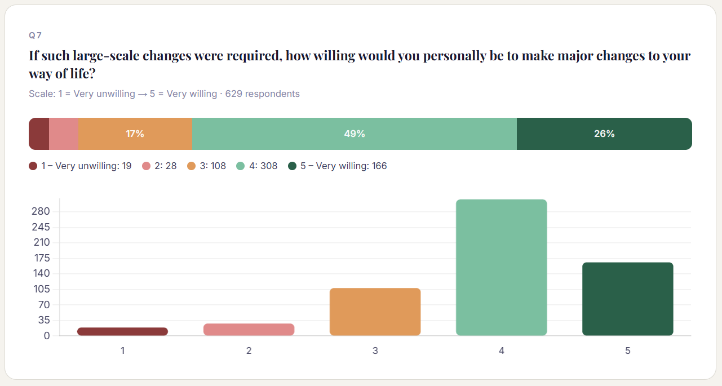 Q7
If such large-scale changes were required, how willing would you personally be to make major changes to your
way of life?
Scale: 1 = Very unwilling → 5 = Very willing · 629 respondents
17% 49% 26%
1 – Very unwilling: 19 2: 28 3: 108 4: 308 5 – Very willing: 166
280
245
210
175
140
105
70
35
0
1 2 3 4 5